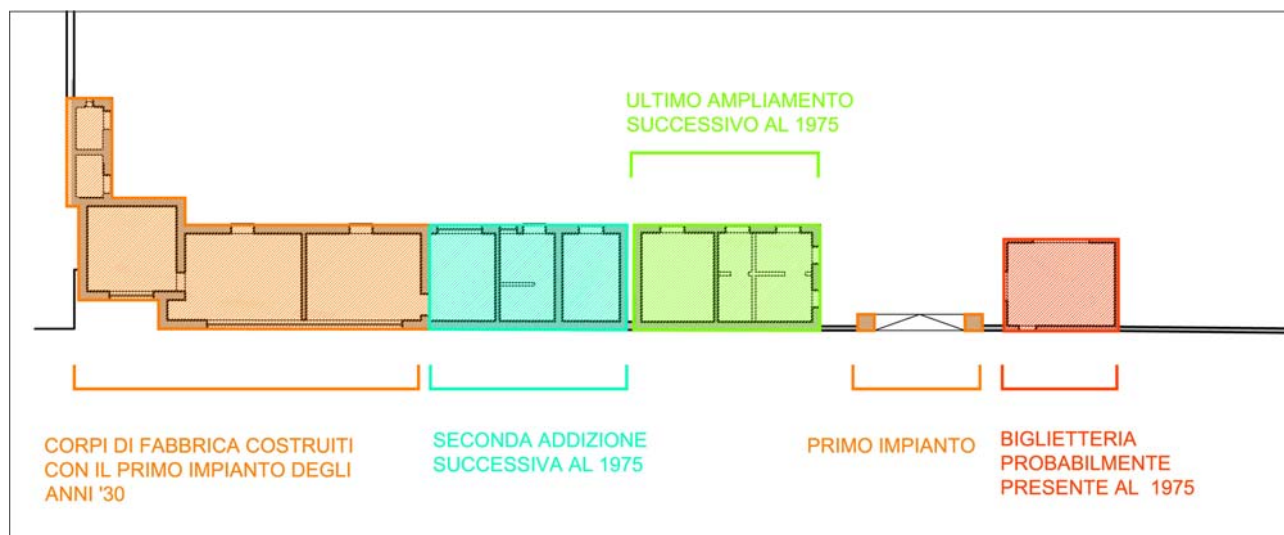 ULTIMO AMPLIAMENTO
SUCCESSIVO AL 1975
CORPI DI FABBRICA COSTRUITI
CON IL PRIMO IMPIANTO DEGLI
ANNI '30
SECONDA ADDIZIONE
SUCCESSIVA AL 1975
PRIMO IMPIANTO
BIGLIETTERIA
PROBABILMENTE
PRESENTE AL 1975